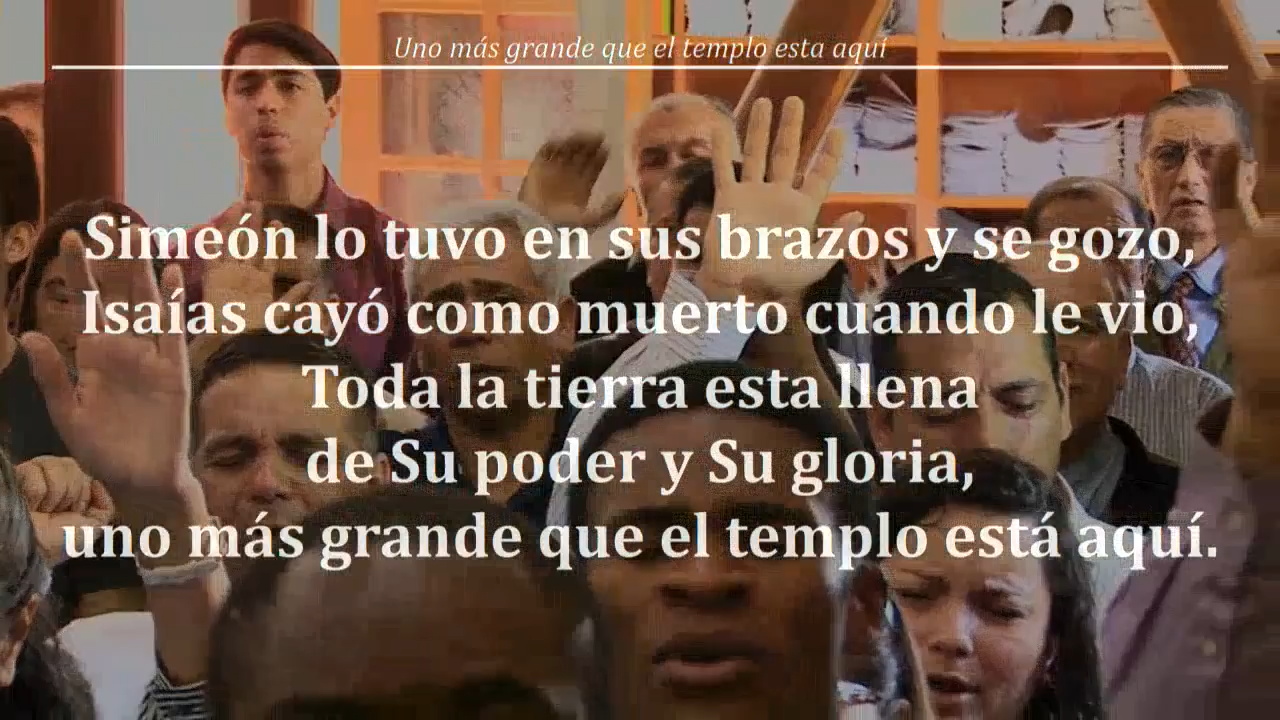 Uno más grande que el templo esta aquí
Simeón lo tuvo en sus brazos y se gozo,
Isaías cayó como muerto cuando le vio,
Toda la tierra esta llena
de Su poder y Su gloria,
uno más grande que el templo está aquí.